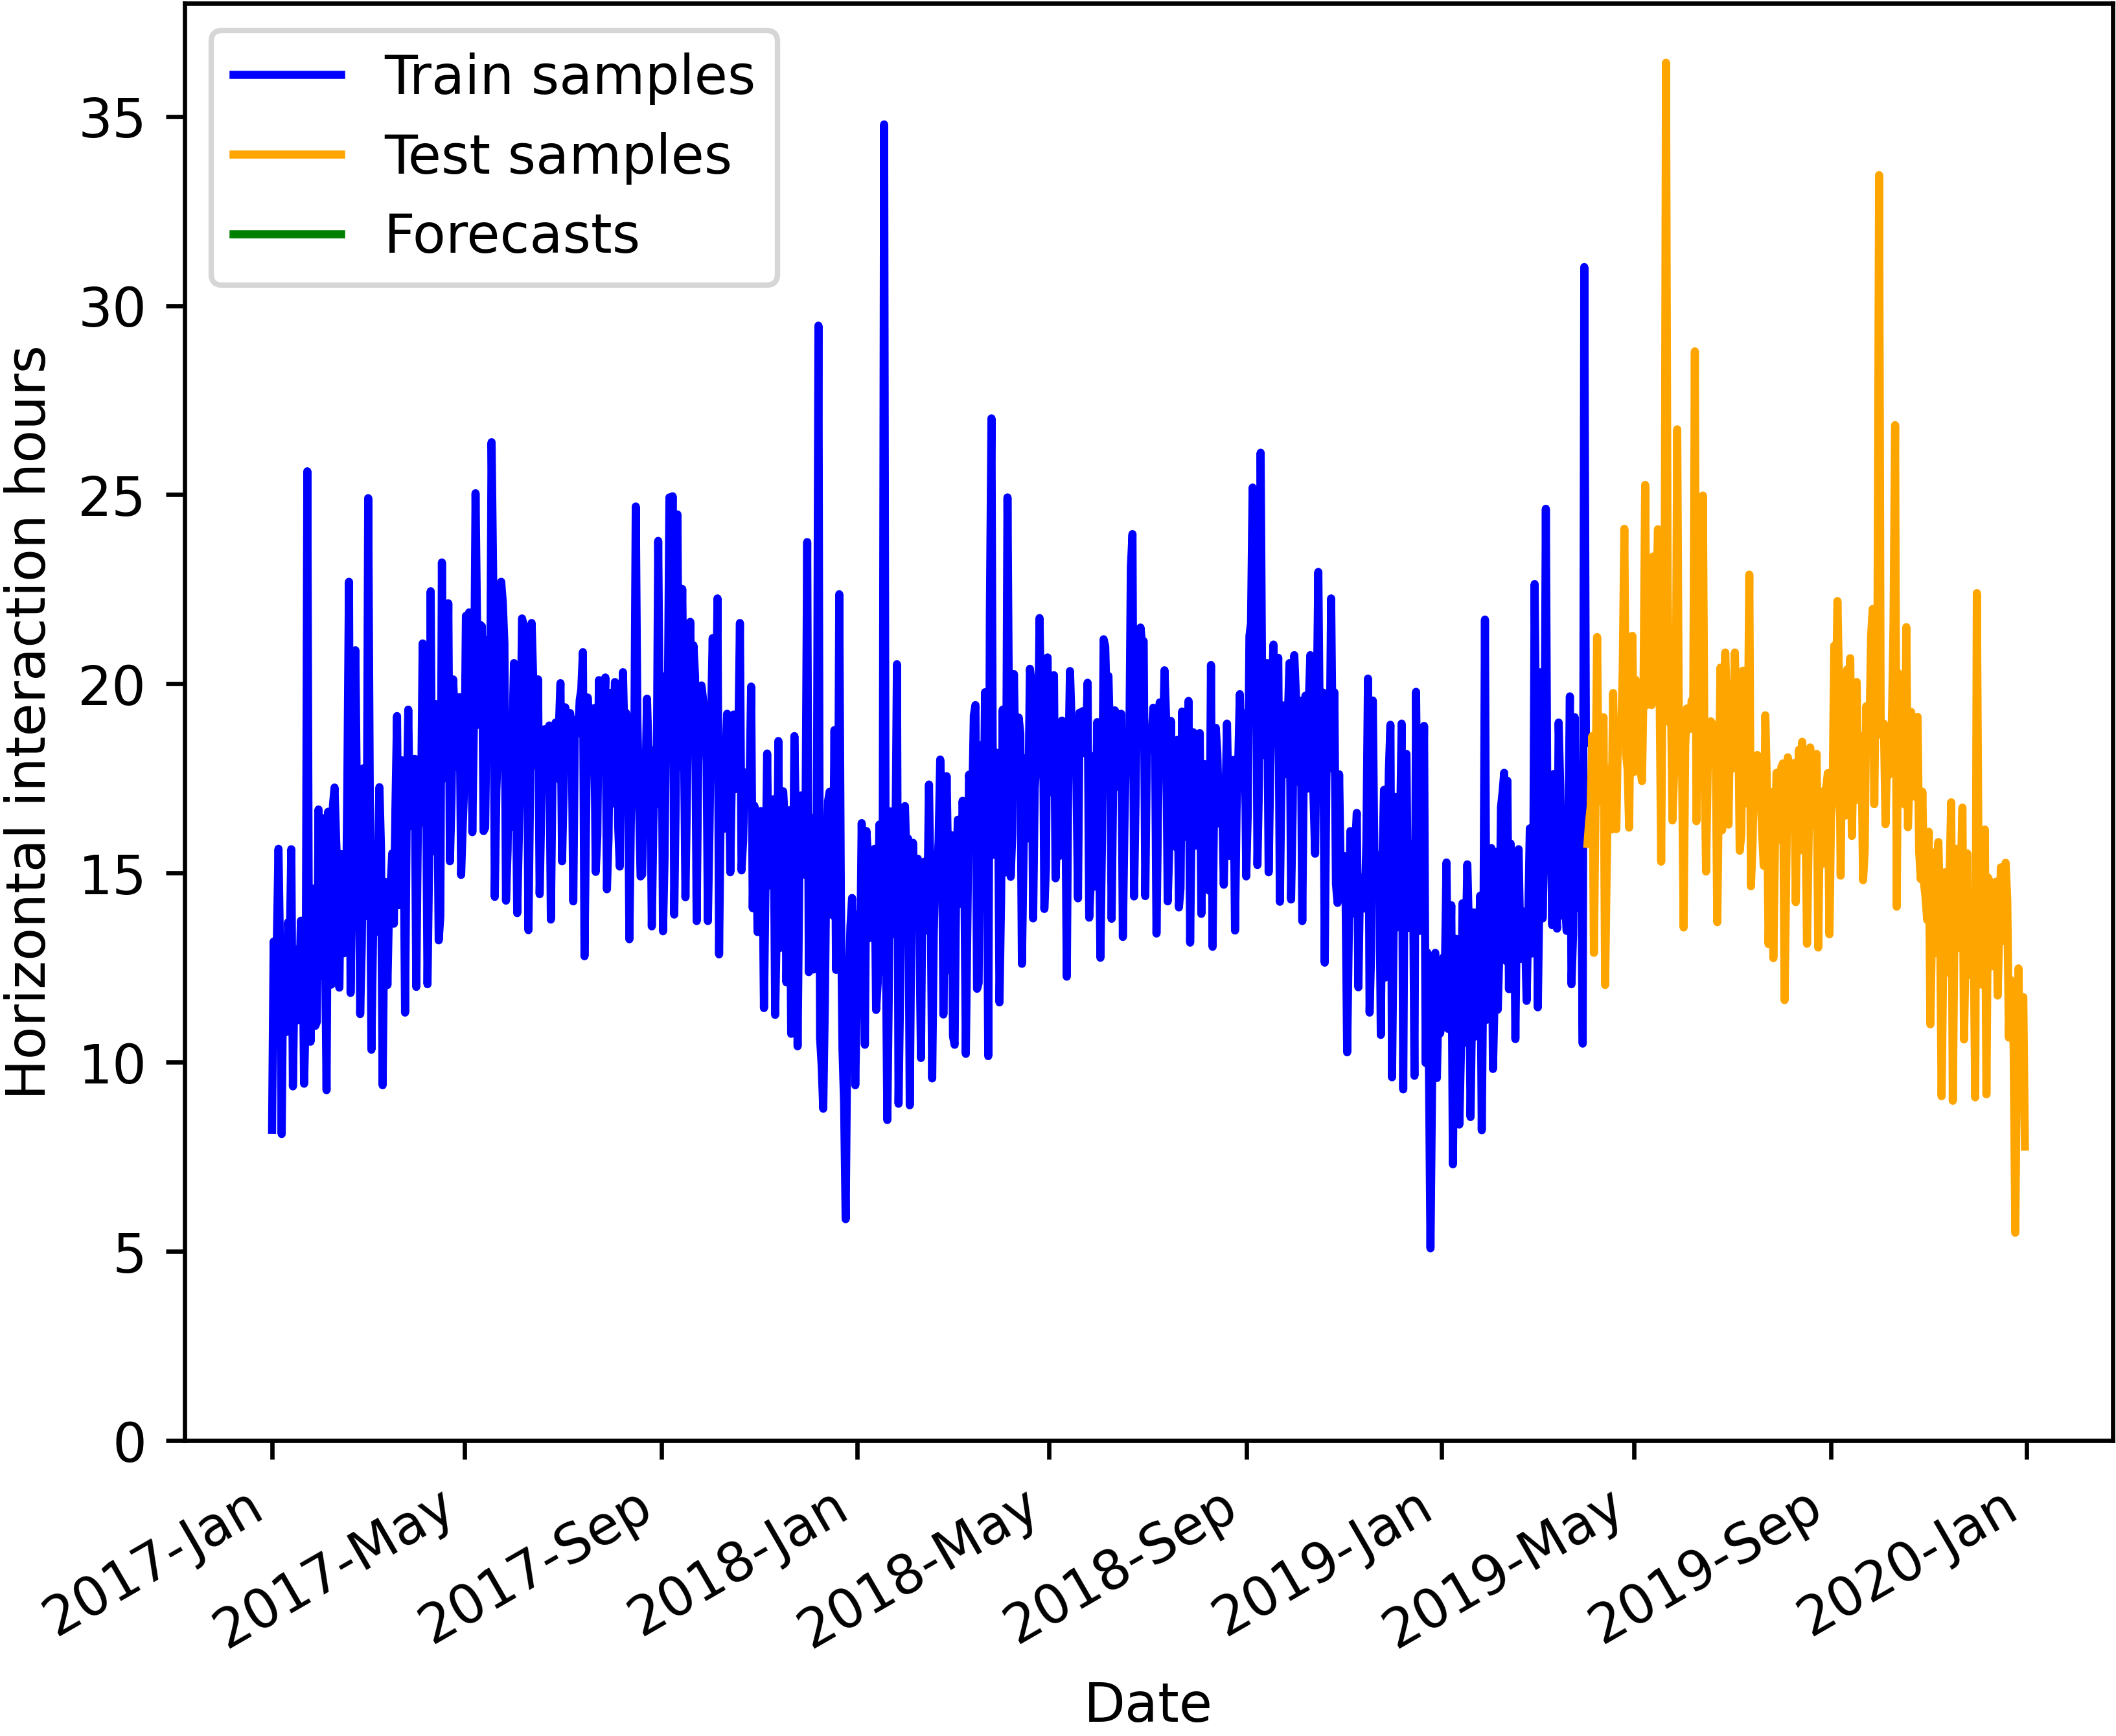 Train samples
Test samples
Forecasts
Horizontal interaction hours
35
30
25
20
15
10
5
0
2017-Jan
2017-May
2017-Sep
2018-Jan
2018-May
2018-Sep
2019-Jan
2019-May
2019-Sep
2020-Jan
Date